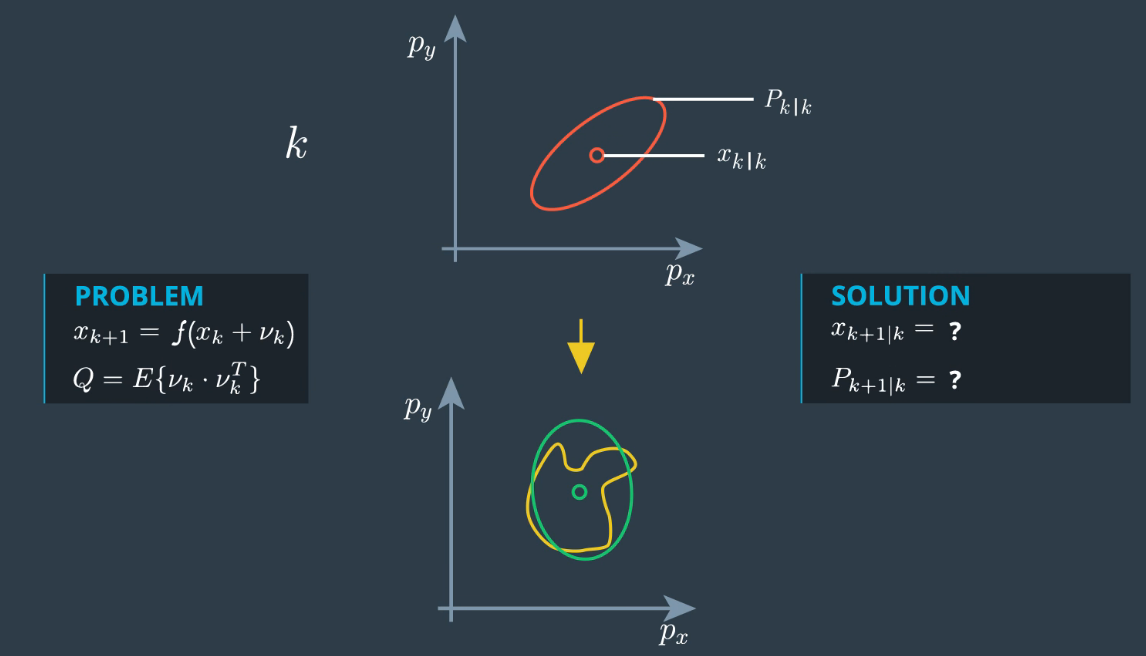 p_y
P_{k|k}
k
x_{k|k}
p_x
PROBLEM
x_{k+1} = f(x_k + ν_k)
Q = E{ν_k · ν_k^T}
SOLUTION
x_{k+1|k} = ?
P_{k+1|k} = ?
p_y
p_x